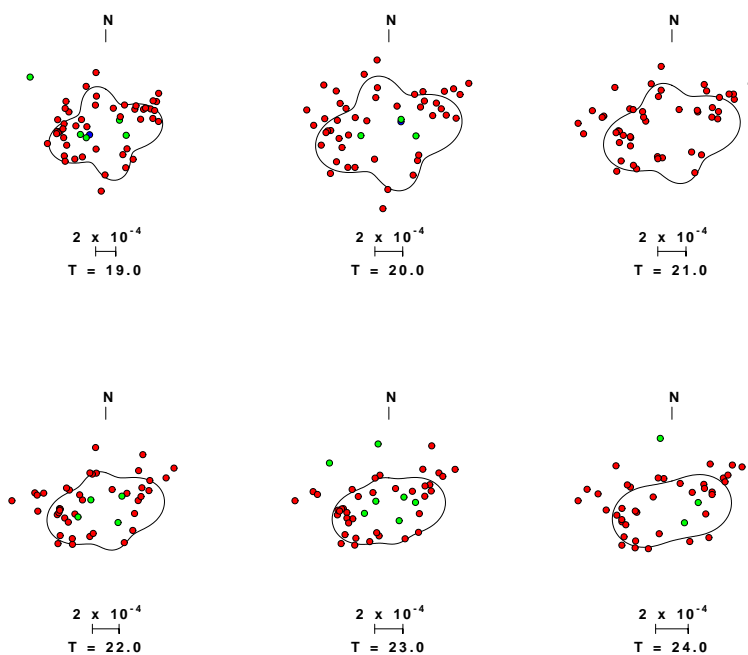 N N N
2 x 10^-4 2 x 10^-4 2 x 10^-4
T = 19.0 T = 20.0 T = 21.0
N N N
2 x 10^-4 2 x 10^-4 2 x 10^-4
T = 22.0 T = 23.0 T = 24.0